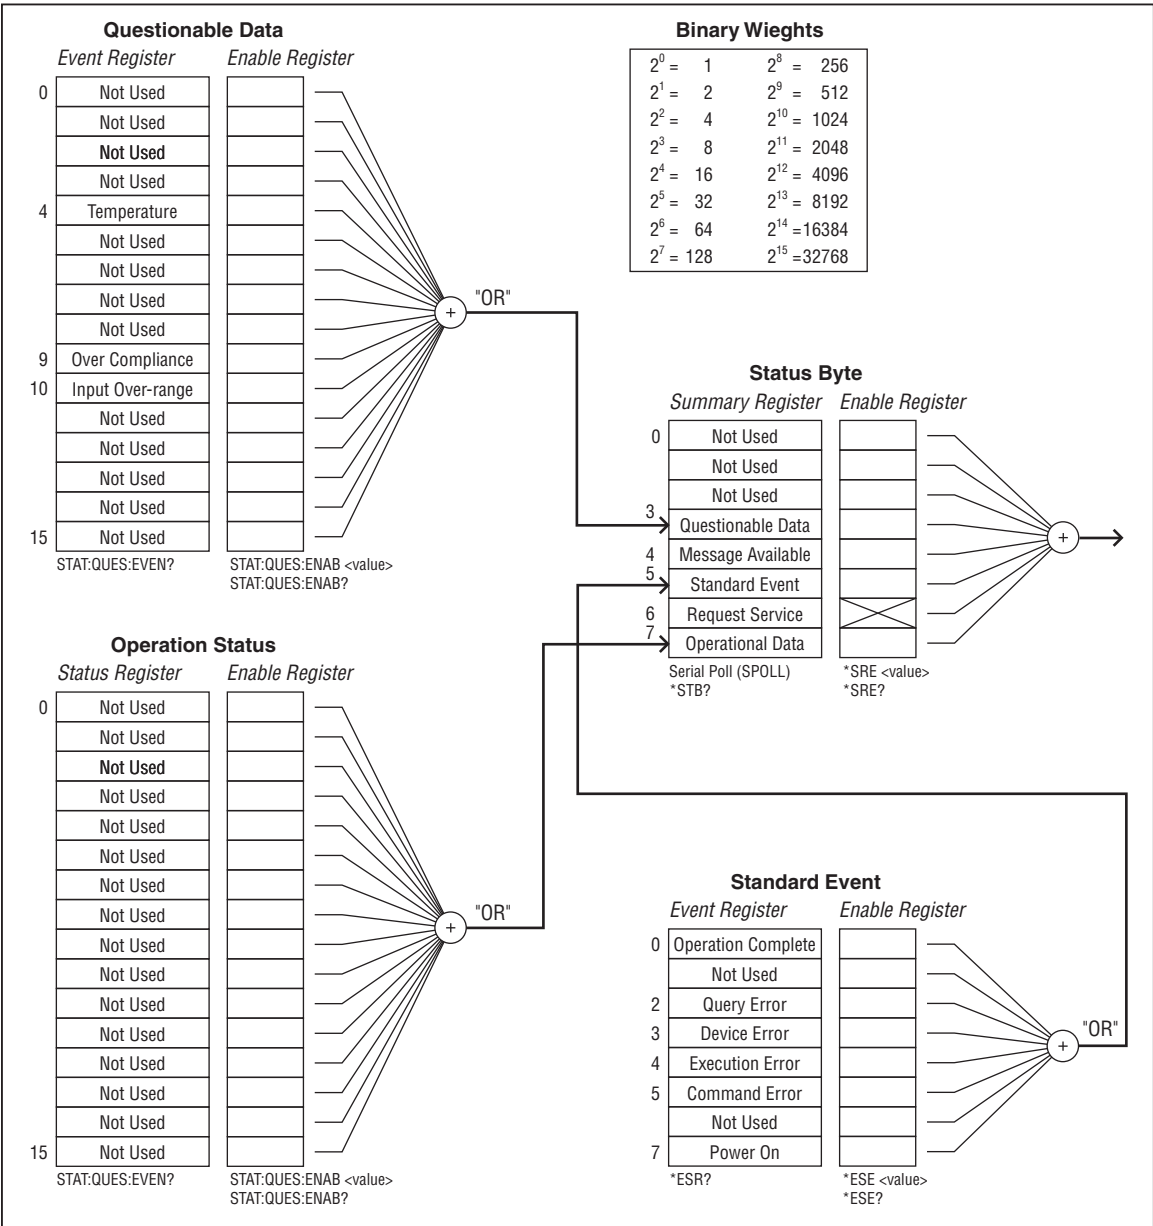 Questionable Data
Event Register Enable Register
0 Not Used
Not Used
Not Used
Not Used
4 Temperature
Not Used
Not Used
Not Used
Not Used
9 Over Compliance
10 Input Over-range
Not Used
Not Used
Not Used
Not Used
15 Not Used
STAT:QUES:EVEN? STAT:QUES:ENAB <value>
STAT:QUES:ENAB?
+ "OR"
Binary Wieghts
2^0 = 1 2^8 = 256
2^1 = 2 2^9 = 512
2^2 = 4 2^10 = 1024
2^3 = 8 2^11 = 2048
2^4 = 16 2^12 = 4096
2^5 = 32 2^13 = 8192
2^6 = 64 2^14 =16384
2^7 = 128 2^15 =32768
Status Byte
Summary Register Enable Register
0 Not Used
Not Used
Not Used
3 Questionable Data
4 Message Available
5 Standard Event
6 Request Service
7 Operational Data
Serial Poll (SPOLL) *SRE <value>
*STB? *SRE?
+
Operation Status
Status Register Enable Register
0 Not Used
Not Used
Not Used
Not Used
Not Used
Not Used
Not Used
Not Used
Not Used
Not Used
Not Used
Not Used
Not Used
Not Used
Not Used
15 Not Used
STAT:QUES:EVEN? STAT:QUES:ENAB <value>
STAT:QUES:ENAB?
+ "OR"
Standard Event
Event Register Enable Register
0 Operation Complete
Not Used
2 Query Error
3 Device Error
4 Execution Error
5 Command Error
Not Used
7 Power On
*ESR? *ESE <value>
*ESE?
+ "OR"